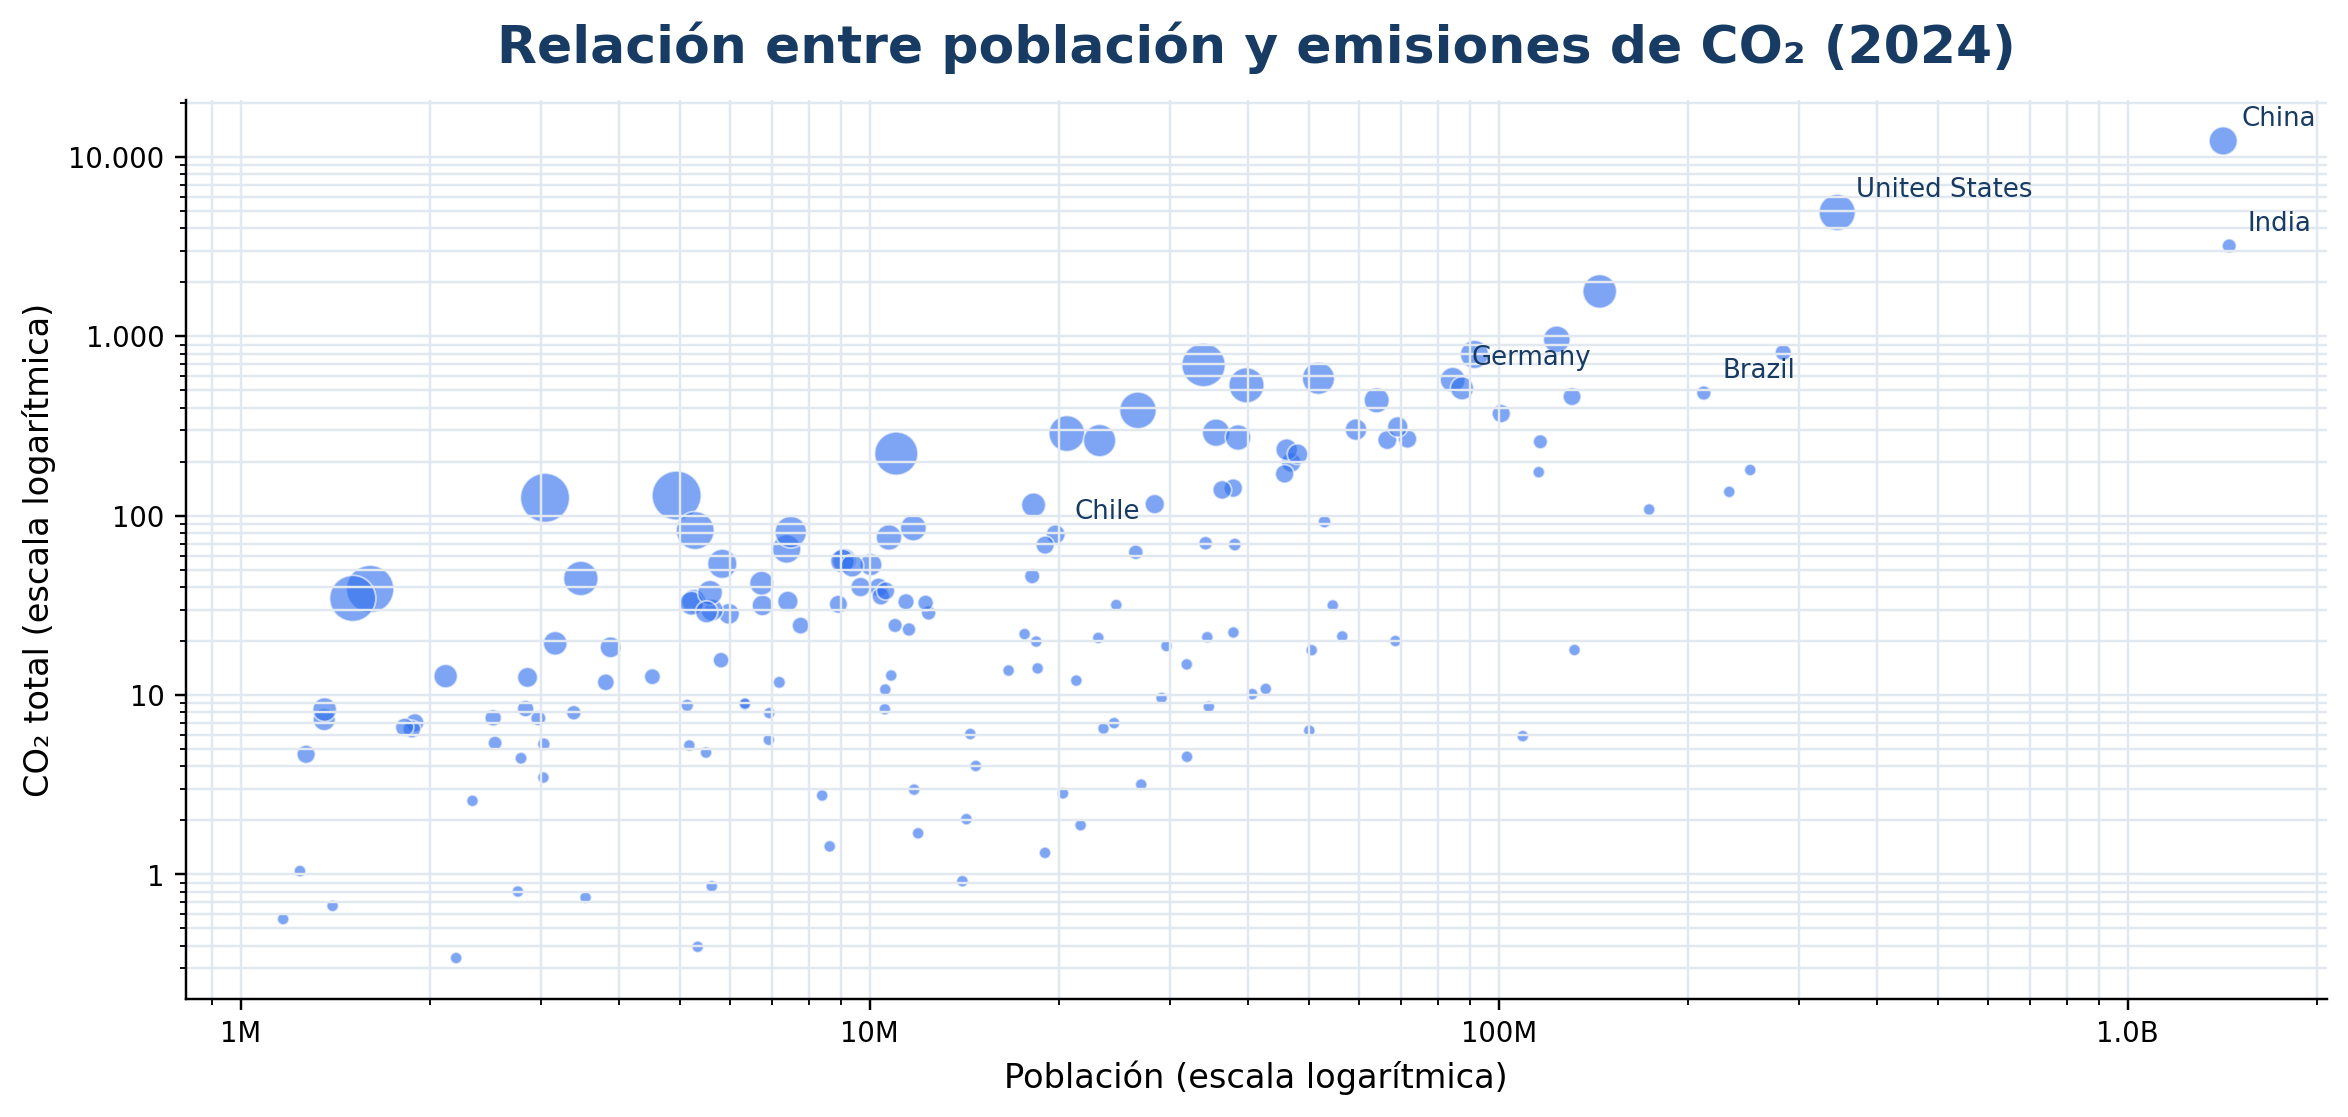 Relación entre población y emisiones de CO₂ (2024)
China
10.000
United States
India
1.000
Germany
Brazil
100
Chile
10
1
CO₂ total (escala logarítmica)
1M
10M
100M
1.0B
Población (escala logarítmica)